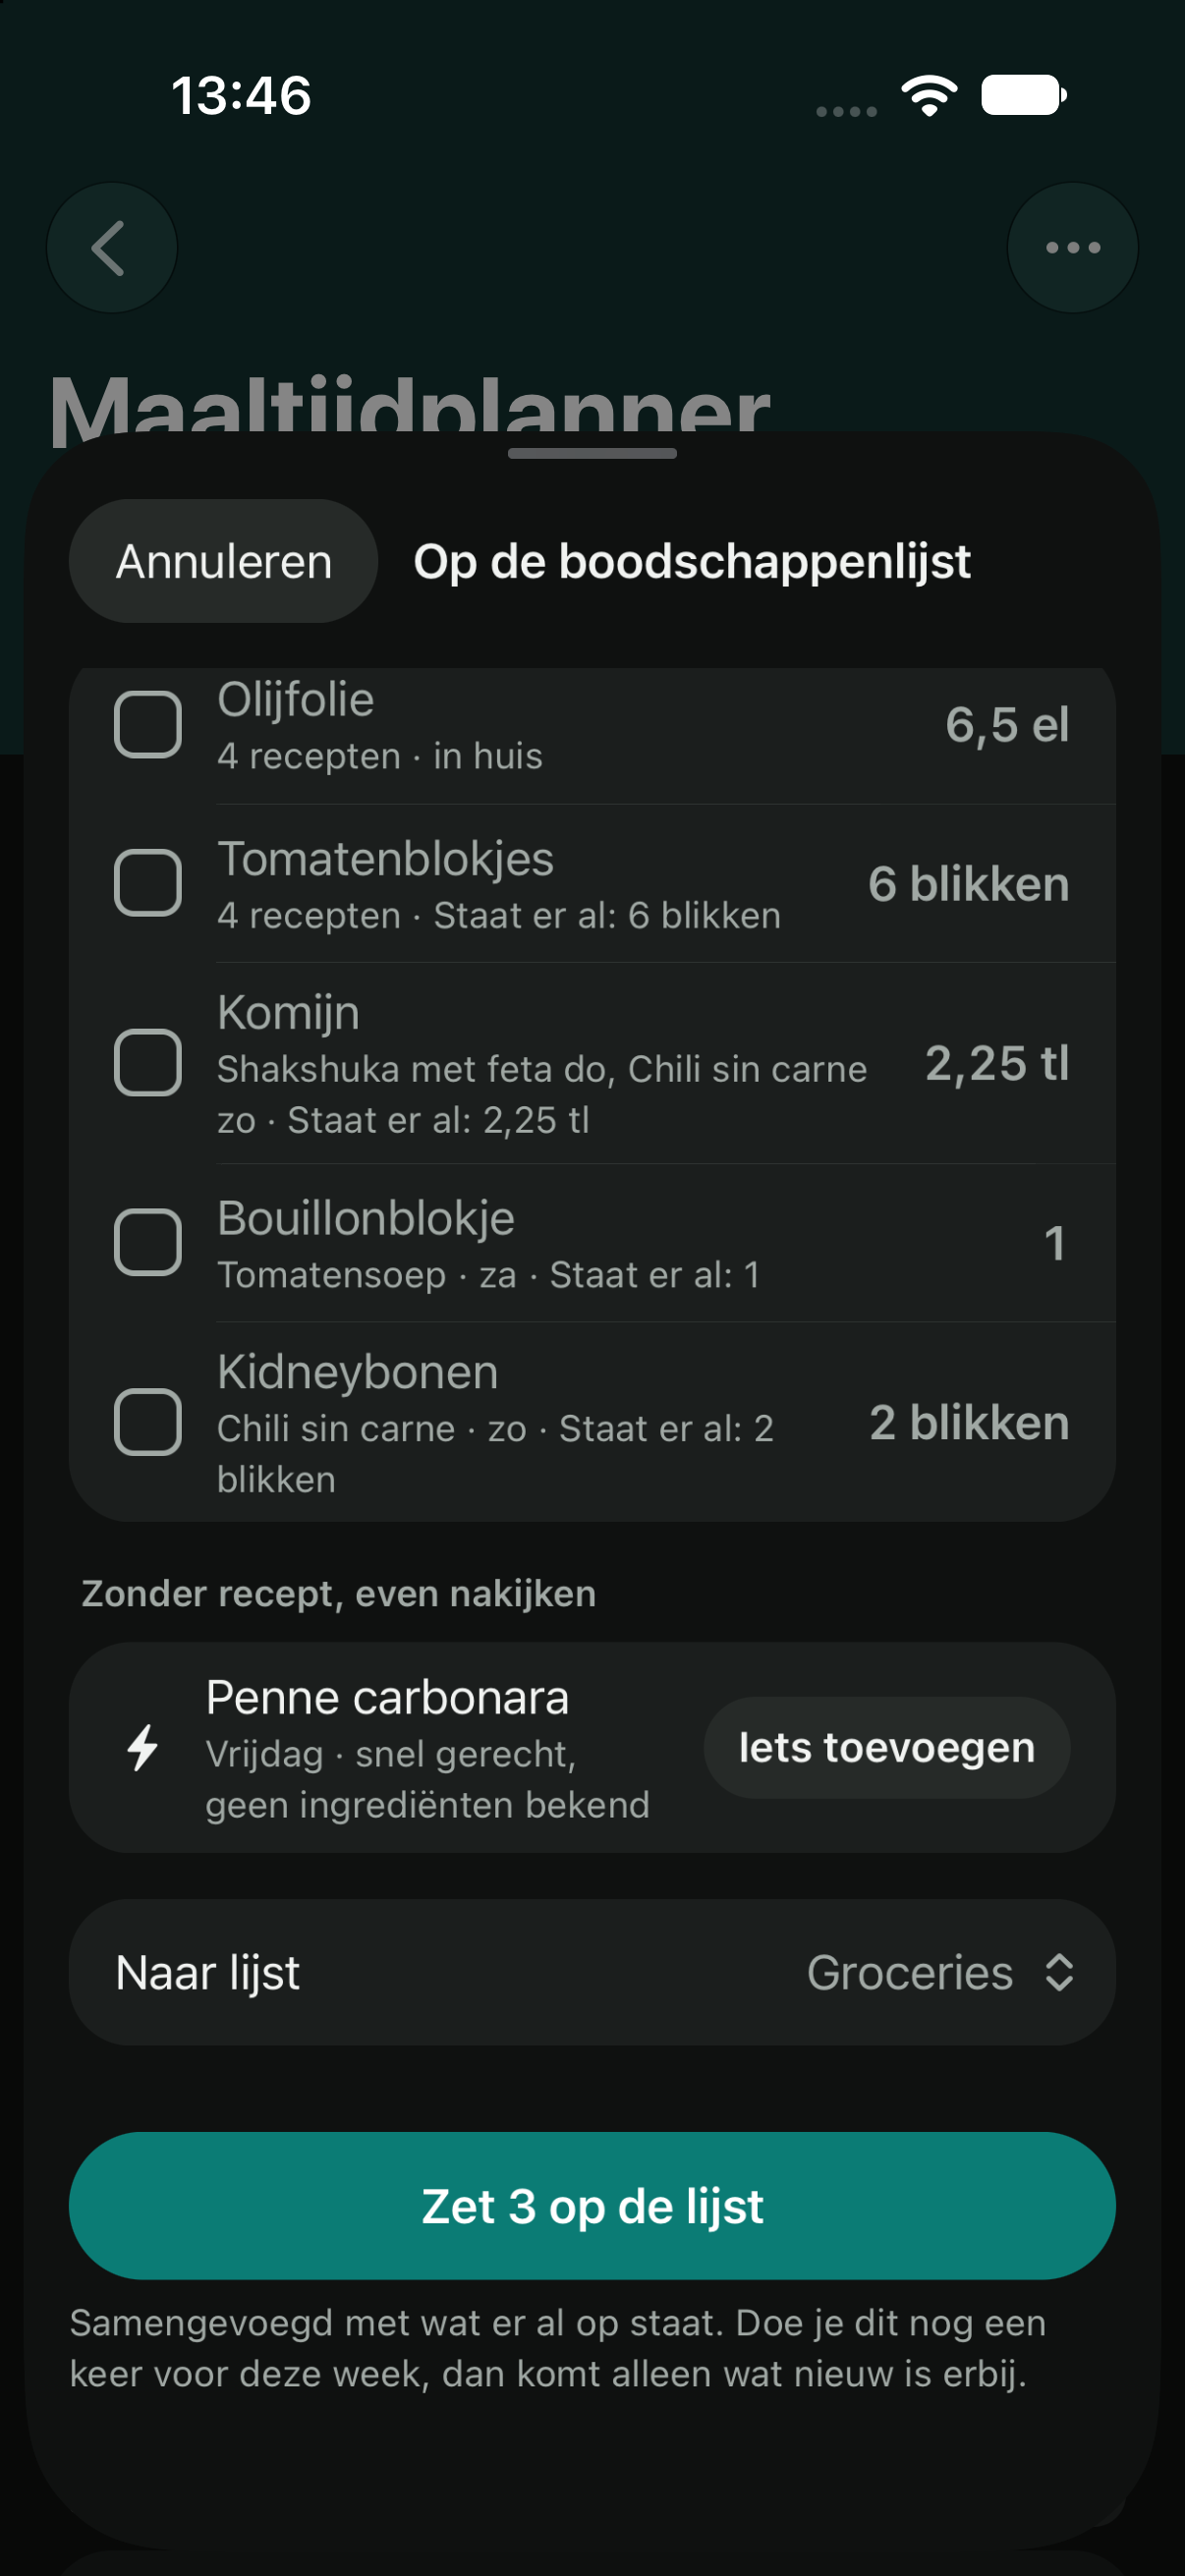 13:46
Maaltijdplanner
Annuleren
Op de boodschappenlijst
Olijfolie
4 recepten · in huis
6,5 el
Tomatenblokjes
4 recepten · Staat er al: 6 blikken
6 blikken
Komijn
Shakshuka met feta do, Chili sin carne
zo · Staat er al: 2,25 tl
2,25 tl
Bouillonblokje
Tomatensoep · za · Staat er al: 1
1
Kidneybonen
Chili sin carne · zo · Staat er al: 2
blikken
2 blikken
Zonder recept, even nakijken
Penne carbonara
Vrijdag · snel gerecht,
geen ingrediënten bekend
Iets toevoegen
Naar lijst
Groceries
Zet 3 op de lijst
Samengevoegd met wat er al op staat. Doe je dit nog een
keer voor deze week, dan komt alleen wat nieuw is erbij.